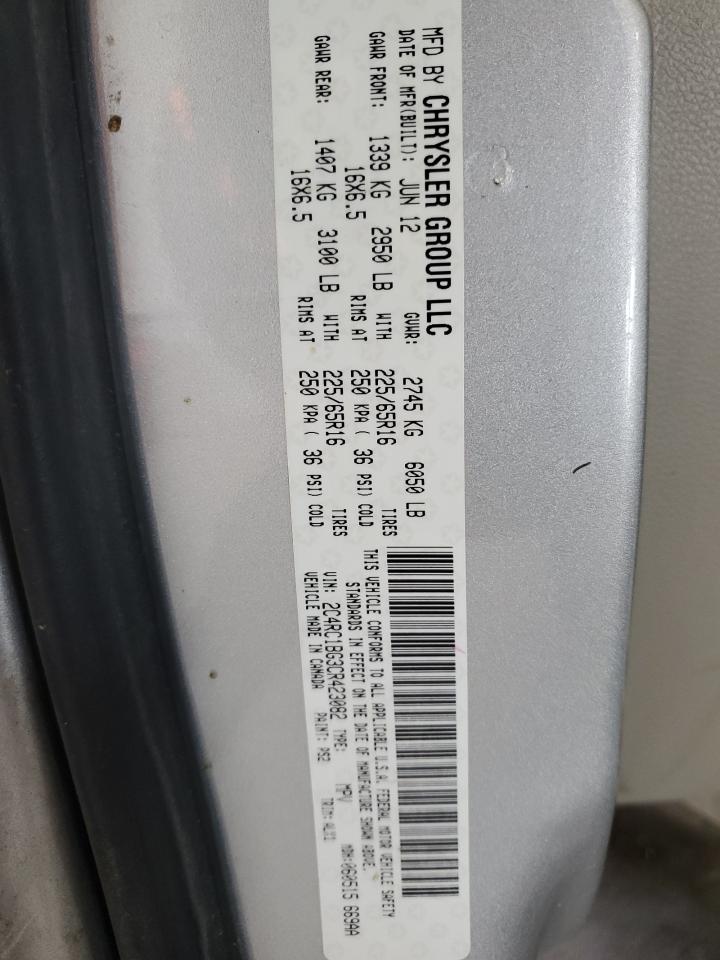 MFD BY CHRYSLER GROUP LLC
DATE OF MFR(BUILT): JUN 12 GVWR: 2745 KG 6050 LB
GAWR FRONT: 1339 KG 2950 LB WITH 225/65R16 TIRES
16X6.5 RIMS AT 250 KPA ( 36 PSI) COLD
GAWR REAR: 1407 KG 3100 LB WITH 225/65R16 TIRES
16X6.5 RIMS AT 250 KPA ( 36 PSI) COLD
THIS VEHICLE CONFORMS TO ALL APPLICABLE U.S.A. FEDERAL MOTOR VEHICLE SAFETY
STANDARDS IN EFFECT ON THE DATE OF MANUFACTURE SHOWN ABOVE.
VIN: 2C4RC1BG3CR423082 TYPE: MPV MDH:060515 669AA
VEHICLE MADE IN CANADA PAINT: PS2 TRIM: